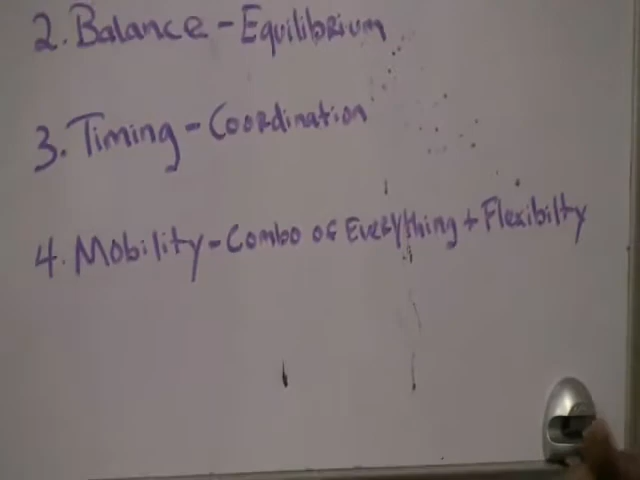 2. Balance - Equilibrium
3. Timing - Coordination
4. Mobility - Combo of Everything + Flexibilty